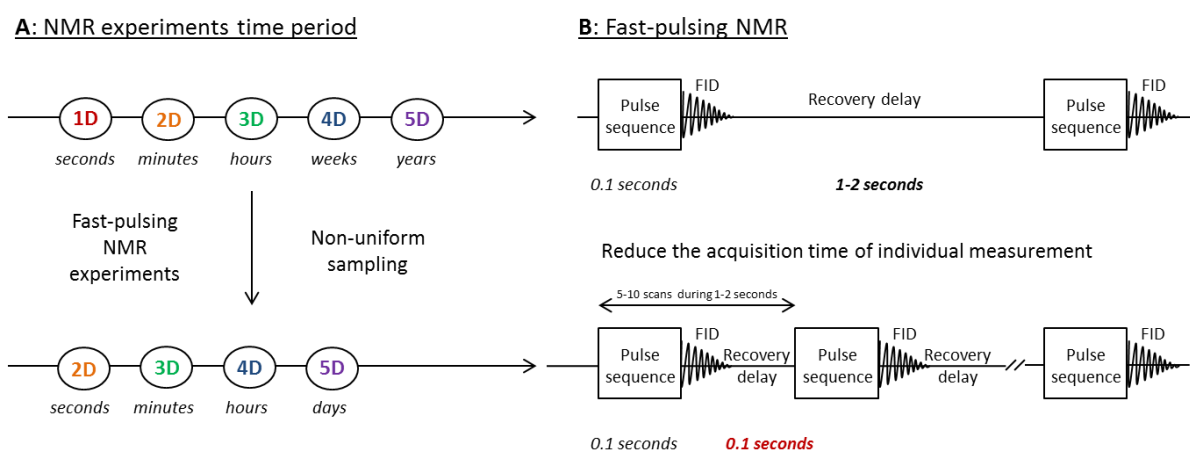 A: NMR experiments time period
1D 2D 3D 4D 5D
seconds minutes hours weeks years
Fast-pulsing
NMR
experiments
Non-uniform
sampling
2D 3D 4D 5D
seconds minutes hours days
B: Fast-pulsing NMR
Pulse
sequence
FID
Recovery delay
Pulse
sequence
FID
0.1 seconds
1-2 seconds
Reduce the acquisition time of individual measurement
5-10 scans during 1-2 seconds
Pulse
sequence
FID
Recovery
delay
Pulse
sequence
FID
Recovery
delay
Pulse
sequence
FID
0.1 seconds
0.1 seconds